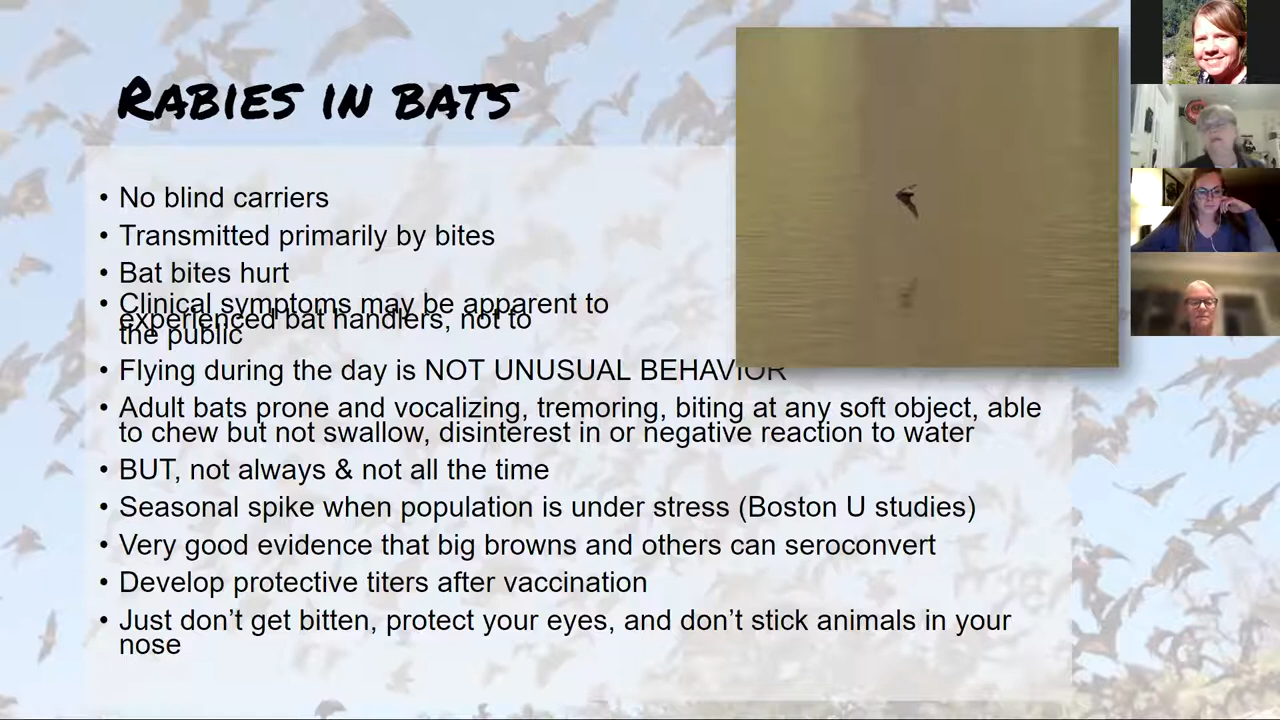 RABIES IN BATS
• No blind carriers
• Transmitted primarily by bites
• Bat bites hurt
• Clinical symptoms may be apparent to
experienced bat handlers, not to
the public
• Flying during the day is NOT UNUSUAL BEHAVIOR
• Adult bats prone and vocalizing, tremoring, biting at any soft object, able
to chew but not swallow, disinterest in or negative reaction to water
• BUT, not always & not all the time
• Seasonal spike when population is under stress (Boston U studies)
• Very good evidence that big browns and others can seroconvert
• Develop protective titers after vaccination
• Just don’t get bitten, protect your eyes, and don’t stick animals in your
nose